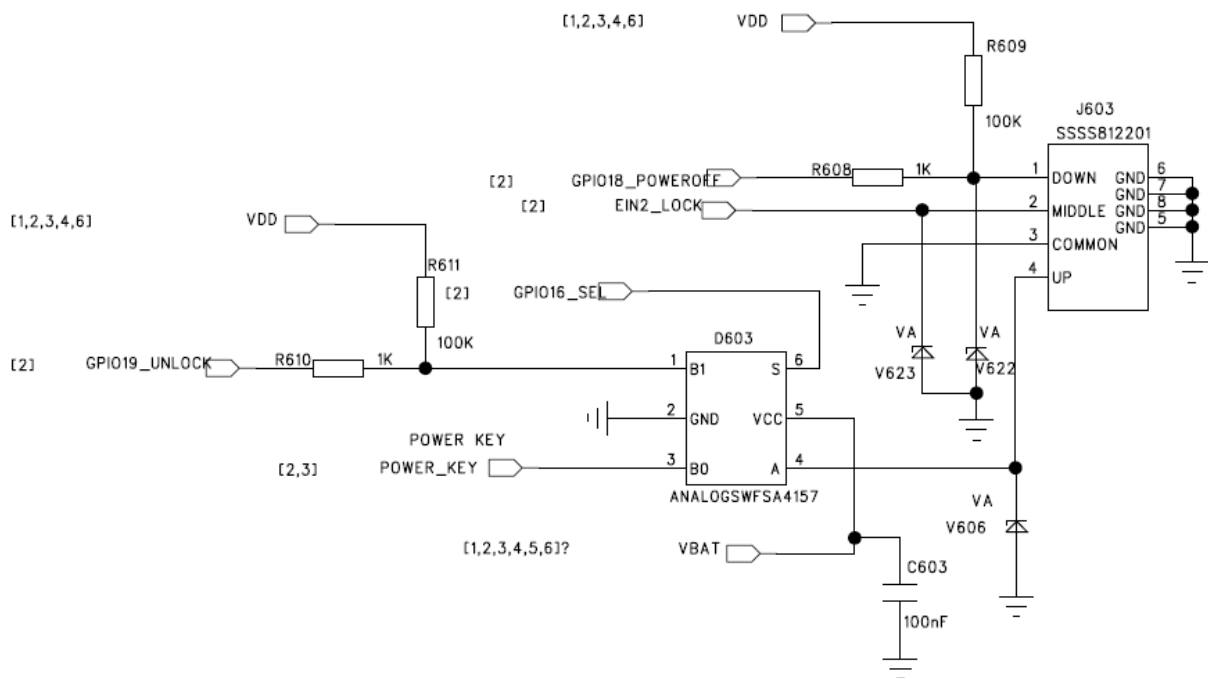 [1,2,3,4,6] VDD
R609
100K
J603
SSSS812201
[2] GPIO18_POWEROFF R608 1K 1 DOWN GND 6
GND 7
[2] EIN2_LOCK 2 MIDDLE GND 8
GND 5
3 COMMON
4 UP
[1,2,3,4,6] VDD
R611
[2] GPIO16_SEL
100K
D603
VA VA
V623 V622
[2] GPIO19_UNLOCK R610 1K 1 B1 S 6
2 GND VCC 5
POWER KEY
[2,3] POWER_KEY 3 B0 A 4
ANALOGSWFSA4157
VA
V606
[1,2,3,4,5,6]? VBAT
C603
100nF